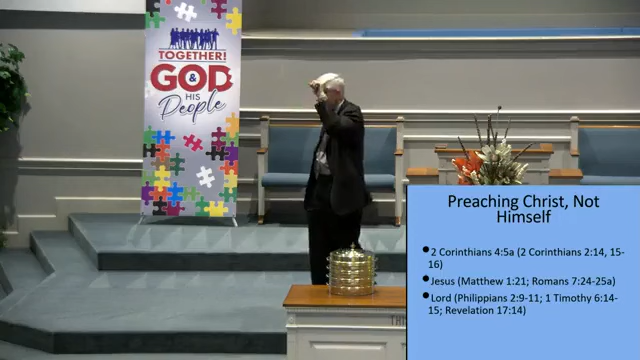 TOGETHER!
GOD
&
HIS
People
Preaching Christ, Not
Himself
●2 Corinthians 4:5a (2 Corinthians 2:14, 15-
16)
●Jesus (Matthew 1:21; Romans 7:24-25a)
●Lord (Philippians 2:9-11; 1 Timothy 6:14-
15; Revelation 17:14)